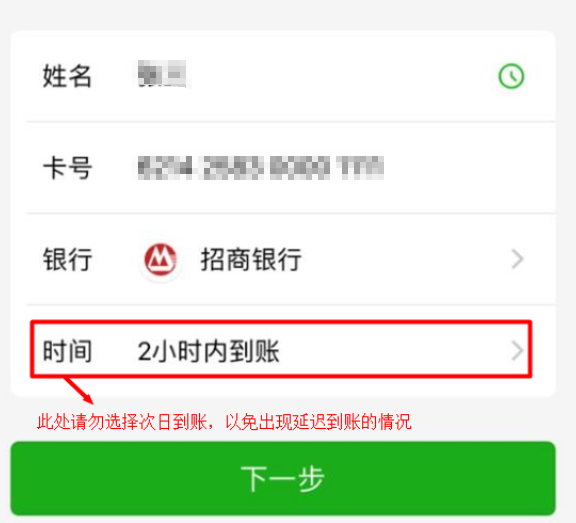 姓名
卡号
银行 招商银行
时间 2小时内到账
此处请勿选择次日到账，以免出现延迟到账的情况
下一步